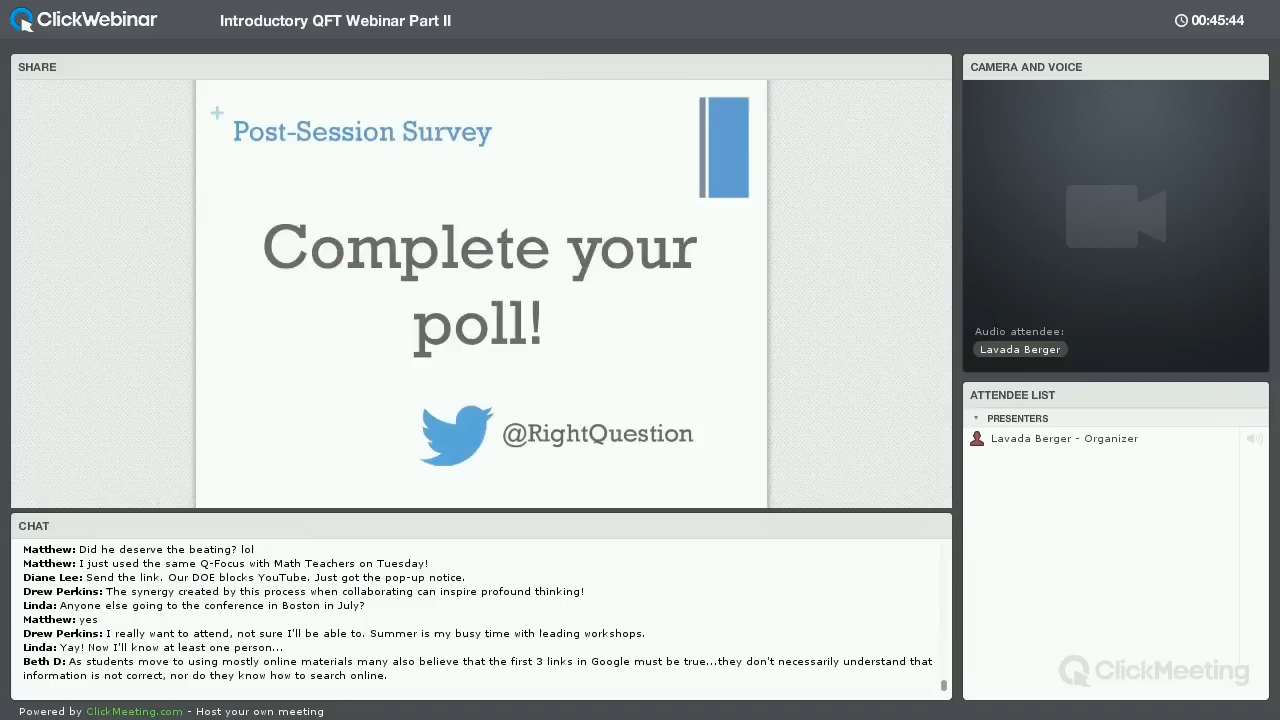 ClickWebinar
Introductory QFT Webinar Part II
00:45:44
SHARE
+
Post-Session Survey
Complete your
poll!
@RightQuestion
CAMERA AND VOICE
Audio attendee:
Lavada Berger
ATTENDEE LIST
PRESENTERS
Lavada Berger - Organizer
CHAT
Matthew: Did he deserve the beating? lol
Matthew: I just used the same Q-Focus with Math Teachers on Tuesday!
Diane Lee: Send the link. Our DOE blocks YouTube. Just got the pop-up notice.
Drew Perkins: The synergy created by this process when collaborating can inspire profound thinking!
Linda: Anyone else going to the conference in Boston in July?
Matthew: yes
Drew Perkins: I really want to attend, not sure I'll be able to. Summer is my busy time with leading workshops.
Linda: Yay! Now I'll know at least one person...
Beth D: As students move to using mostly online materials many also believe that the first 3 links in Google must be true...they don't necessarily understand that
information is not correct, nor do they know how to search online.
ClickMeeting
Powered by ClickMeeting.com - Host your own meeting